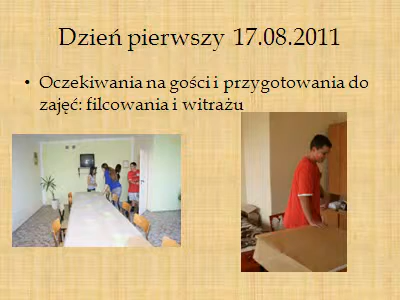 Dzień pierwszy 17.08.2011
• Oczekiwania na gości i przygotowania do
zajęć: filcowania i witrażu